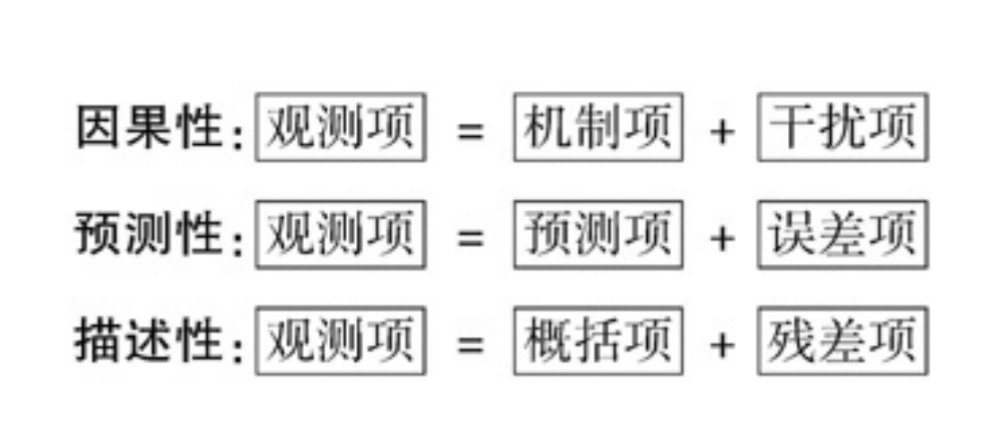 因果性：观测项 = 机制项 + 干扰项
预测性：观测项 = 预测项 + 误差项
描述性：观测项 = 概括项 + 残差项